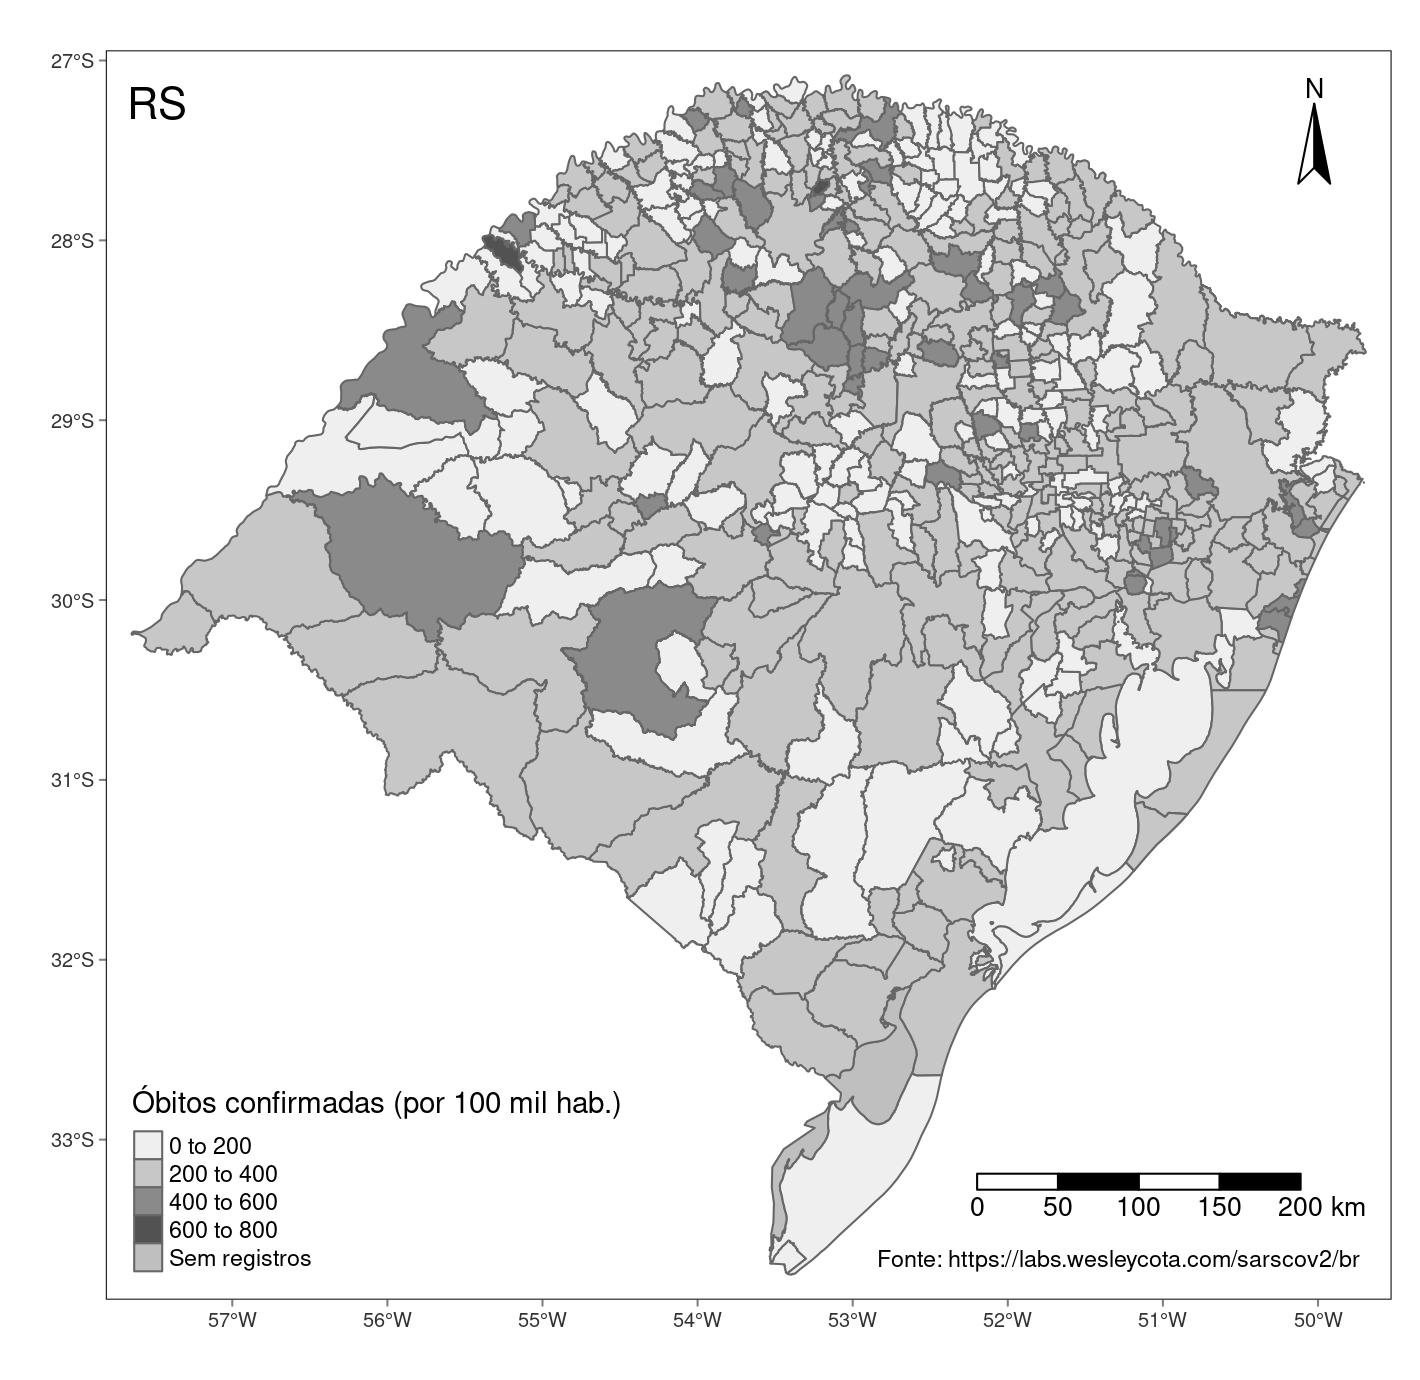 27°S
RS
N
28°S
29°S
30°S
31°S
32°S
33°S
Óbitos confirmadas (por 100 mil hab.)
0 to 200
200 to 400
400 to 600
600 to 800
Sem registros
0 50 100 150 200 km
Fonte: https://labs.wesleycota.com/sarscov2/br
57°W 56°W 55°W 54°W 53°W 52°W 51°W 50°W